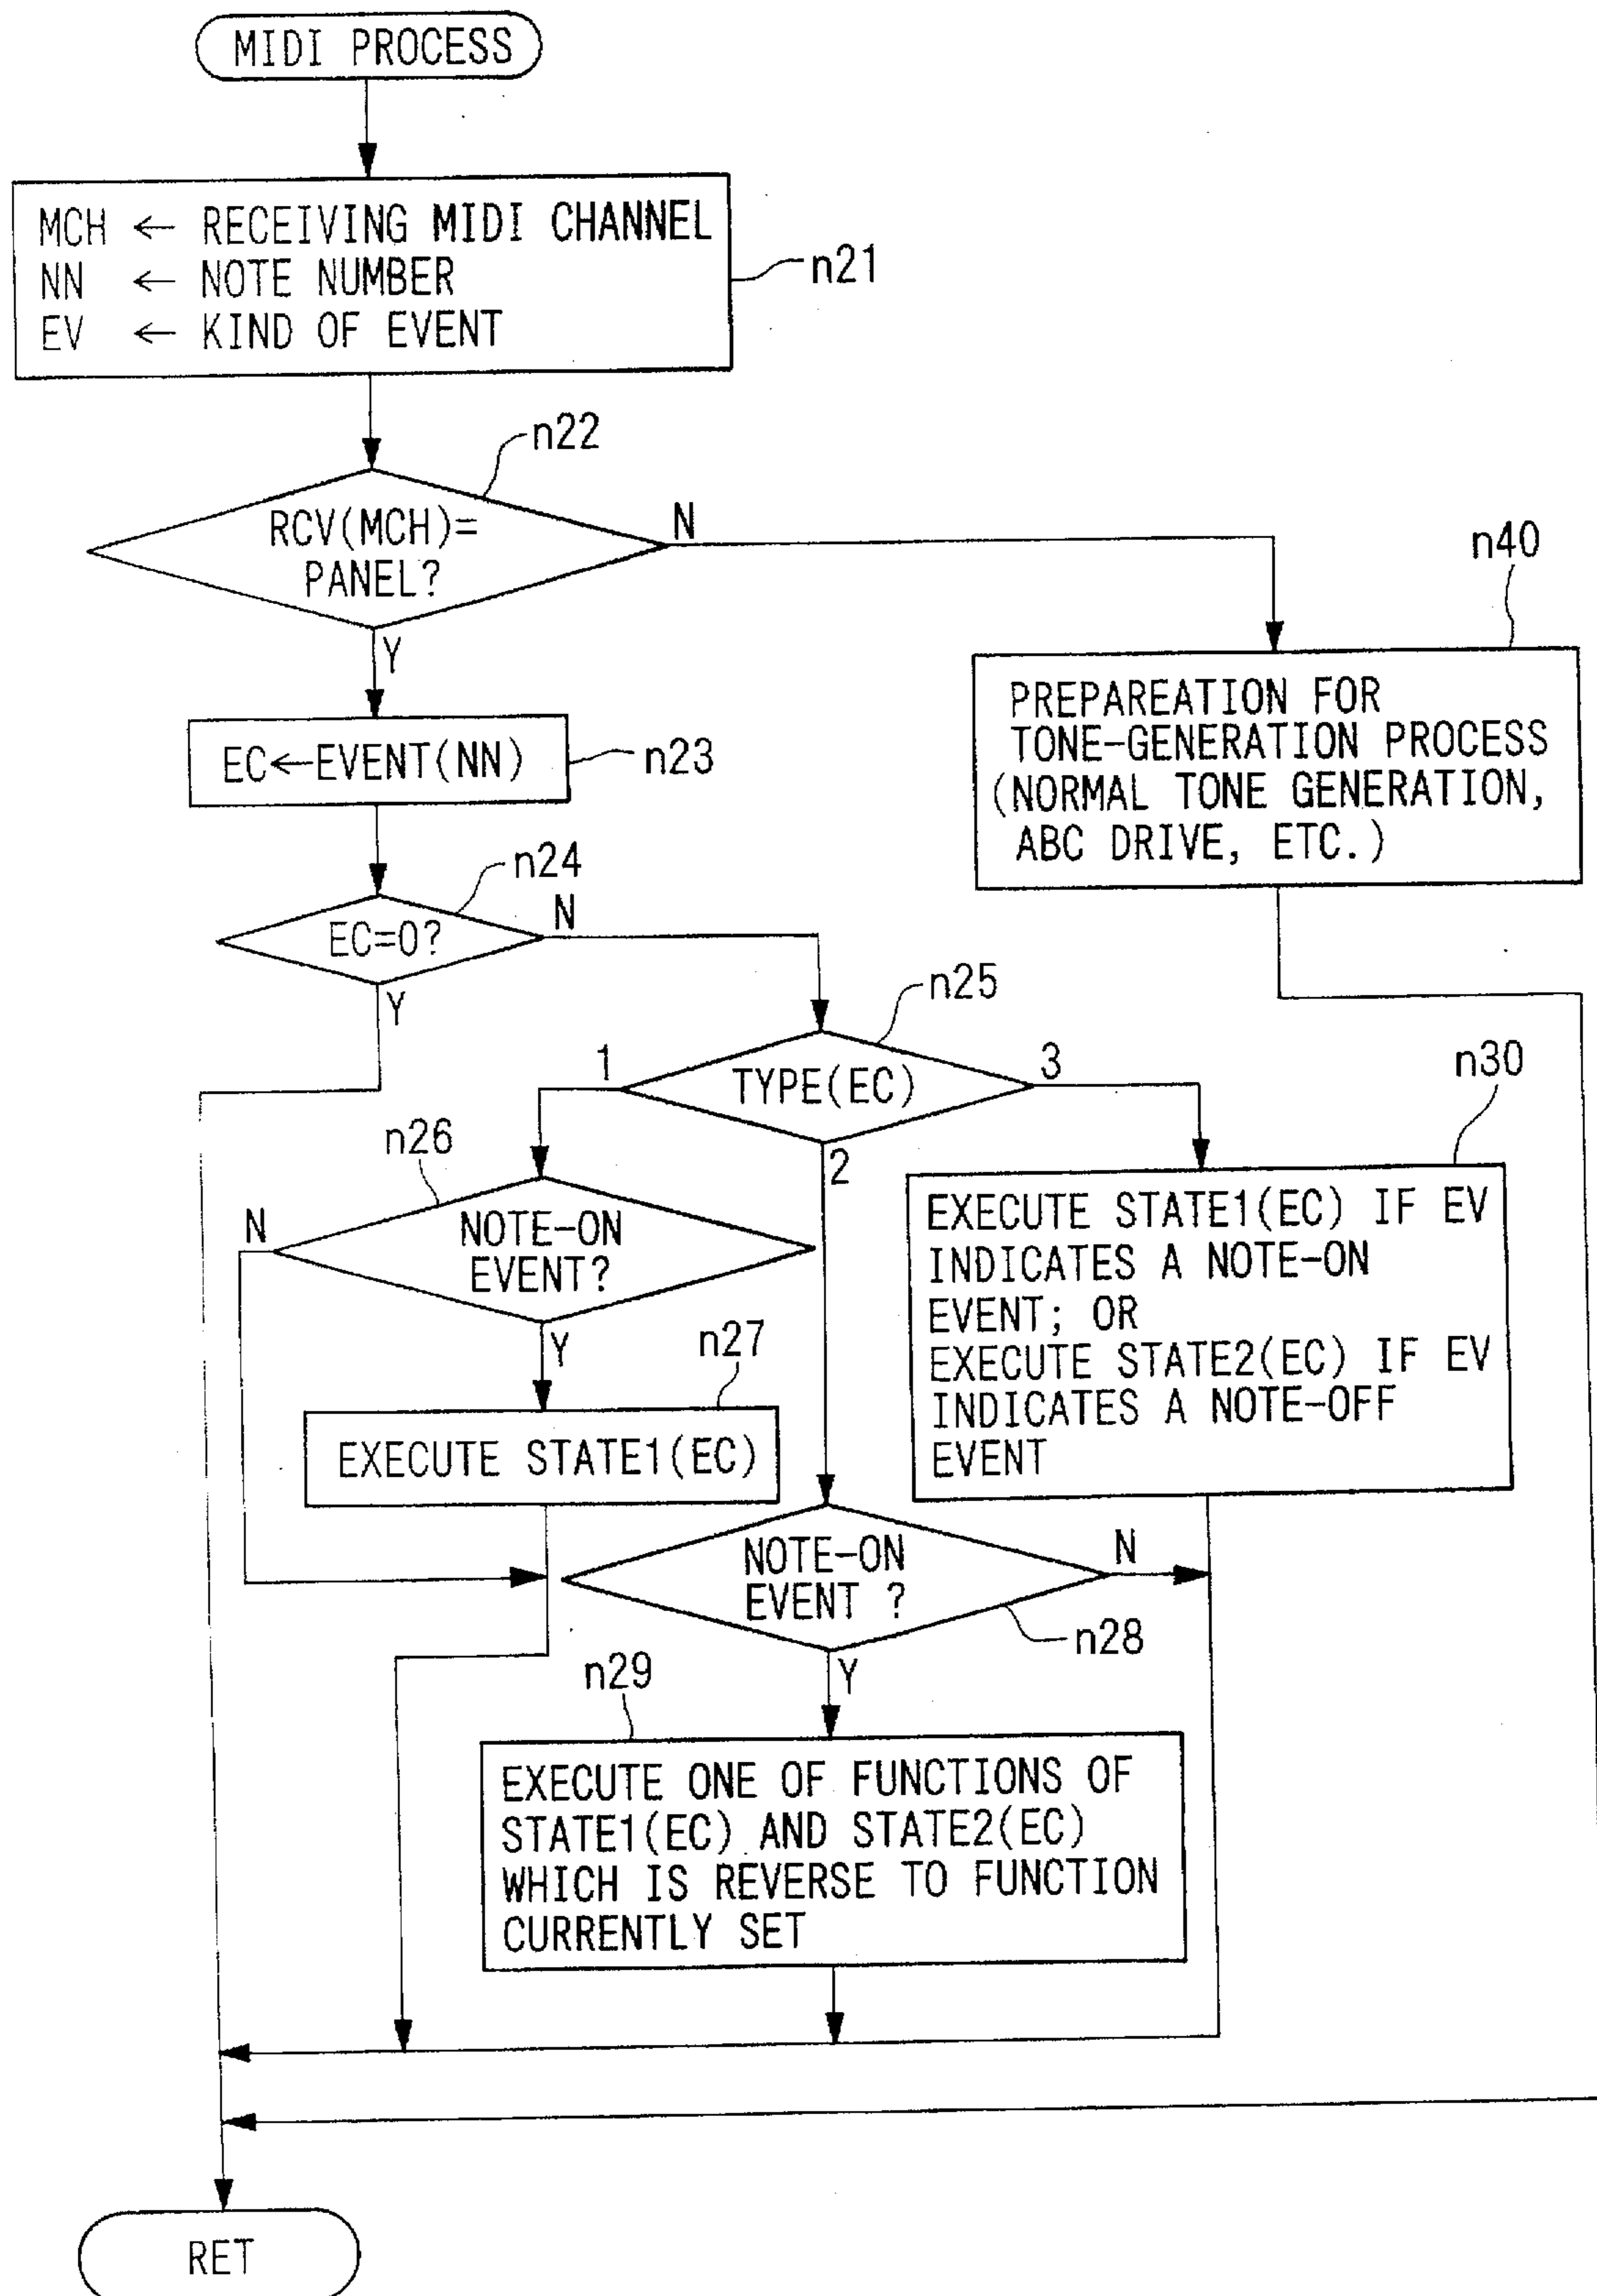 MIDI PROCESS
MCH ← RECEIVING MIDI CHANNEL
NN ← NOTE NUMBER
EV ← KIND OF EVENT
n21
n22
RCV(MCH)=
PANEL?
N
Y
n40
PREPAREATION FOR
TONE-GENERATION PROCESS
(NORMAL TONE GENERATION,
ABC DRIVE, ETC.)
EC←EVENT(NN)
n23
n24
EC=0?
N
Y
n25
TYPE(EC)
1
2
3
n26
NOTE-ON
EVENT?
N
Y
n27
EXECUTE STATE1(EC)
n30
EXECUTE STATE1(EC) IF EV
INDICATES A NOTE-ON
EVENT; OR
EXECUTE STATE2(EC) IF EV
INDICATES A NOTE-OFF
EVENT
NOTE-ON
EVENT ?
N
n28
Y
n29
EXECUTE ONE OF FUNCTIONS OF
STATE1(EC) AND STATE2(EC)
WHICH IS REVERSE TO FUNCTION
CURRENTLY SET
RET